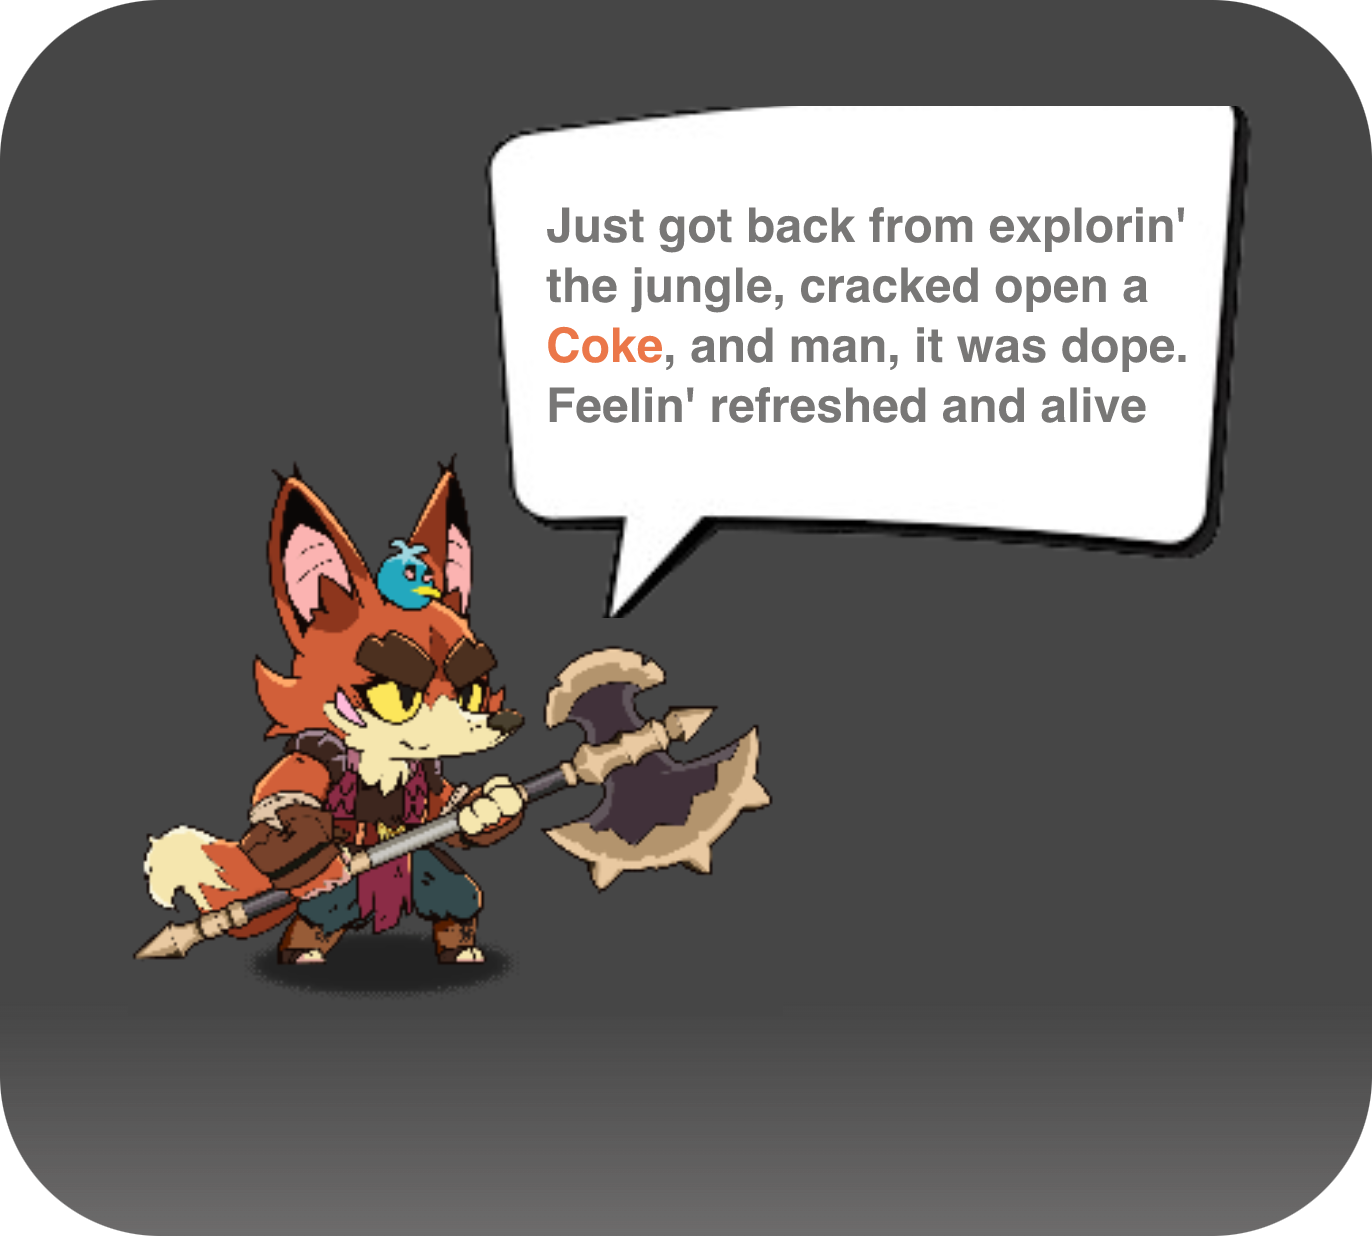 Just got back from explorin'
the jungle, cracked open a
Coke, and man, it was dope.
Feelin' refreshed and alive